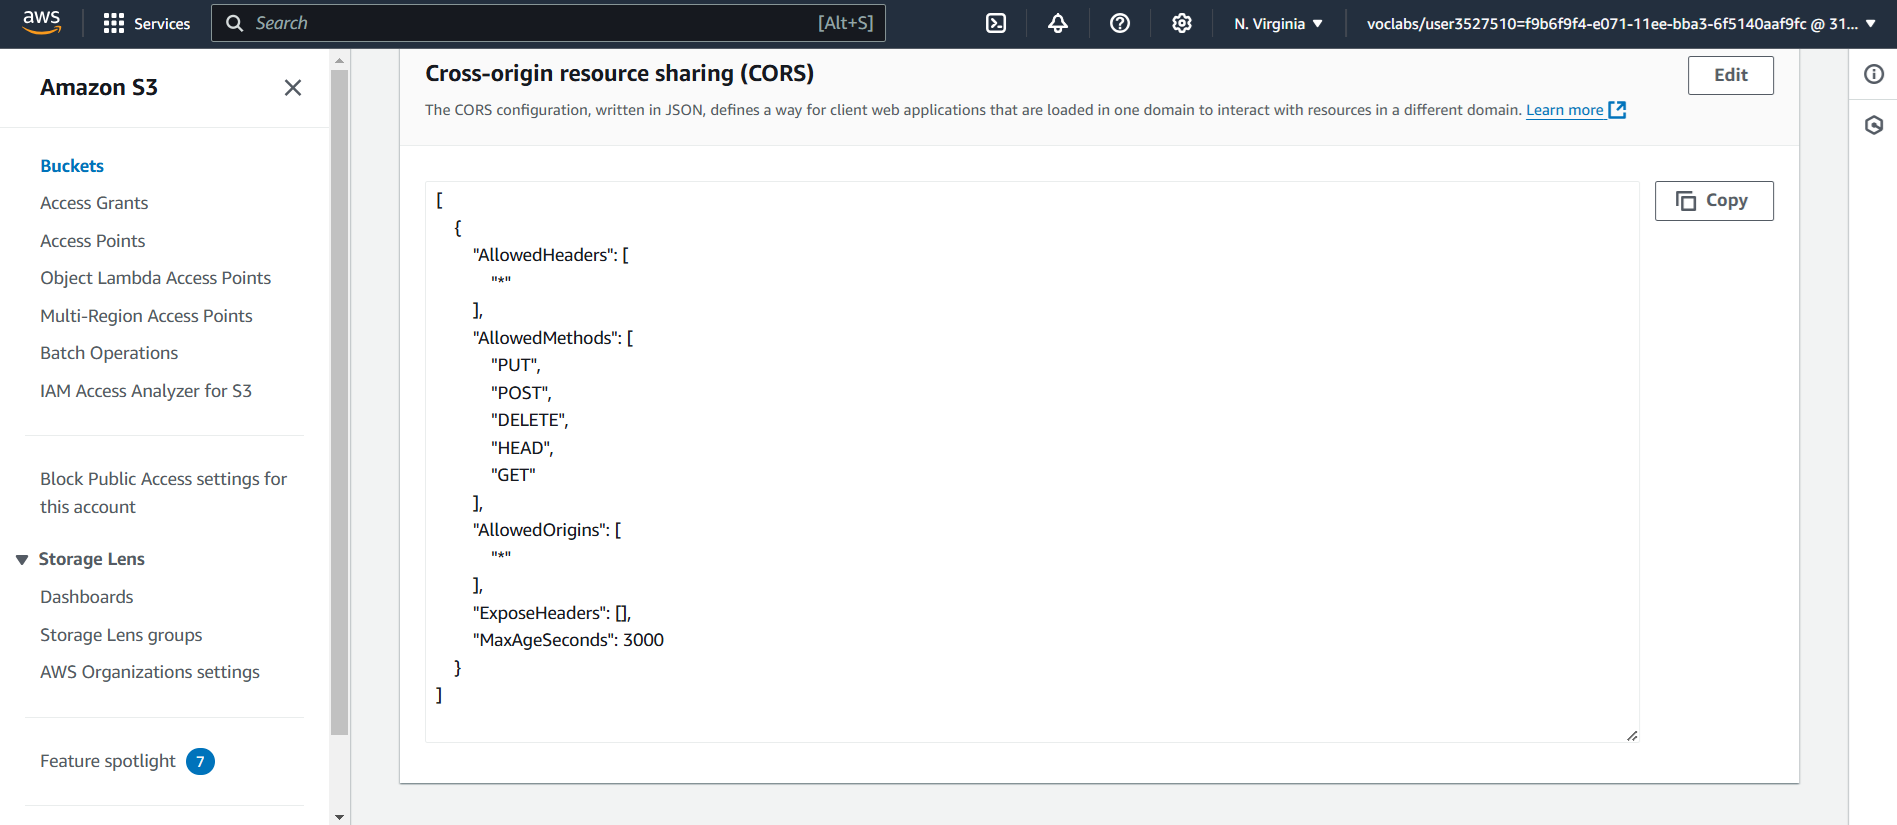 aws
Services
Search
[Alt+S]
N. Virginia
voclabs/user3527510=f9b6f9f4-e071-11ee-bba3-6f5140aaf9fc @ 31...
Amazon S3
Buckets
Access Grants
Access Points
Object Lambda Access Points
Multi-Region Access Points
Batch Operations
IAM Access Analyzer for S3
Block Public Access settings for
this account
Storage Lens
Dashboards
Storage Lens groups
AWS Organizations settings
Feature spotlight 7
Cross-origin resource sharing (CORS)
Edit
The CORS configuration, written in JSON, defines a way for client web applications that are loaded in one domain to interact with resources in a different domain. Learn more
Copy
[
{
"AllowedHeaders": [
"*"
],
"AllowedMethods": [
"PUT",
"POST",
"DELETE",
"HEAD",
"GET"
],
"AllowedOrigins": [
"*"
],
"ExposeHeaders": [],
"MaxAgeSeconds": 3000
}
]